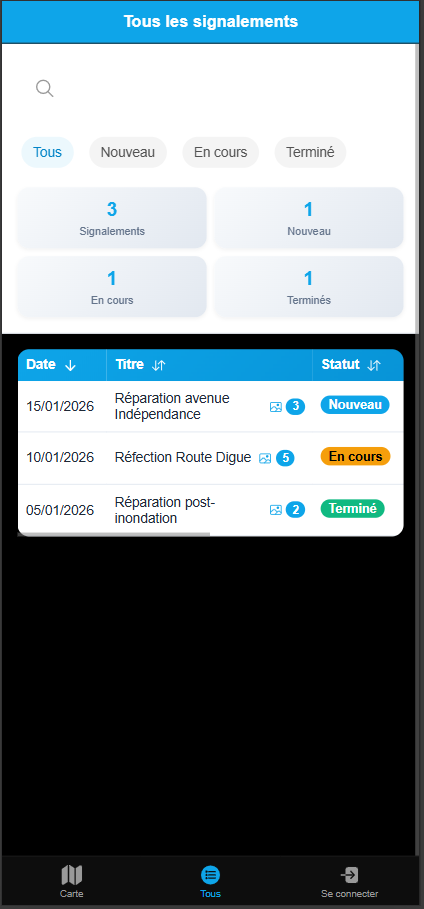 Tous les signalements
Tous Nouveau En cours Terminé
3 1
Signalements Nouveau
1 1
En cours Terminés
Date Titre Statut
15/01/2026 Réparation avenue Indépendance 3 Nouveau
10/01/2026 Réfection Route Digue 5 En cours
05/01/2026 Réparation post-inondation 2 Terminé
Carte Tous Se connecter